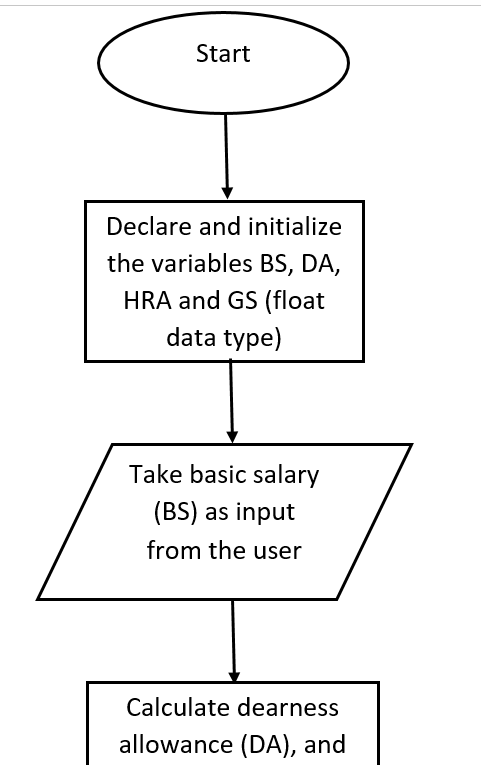 Start
Declare and initialize
the variables BS, DA,
HRA and GS (float
data type)
Take basic salary
(BS) as input
from the user
Calculate dearness
allowance (DA), and